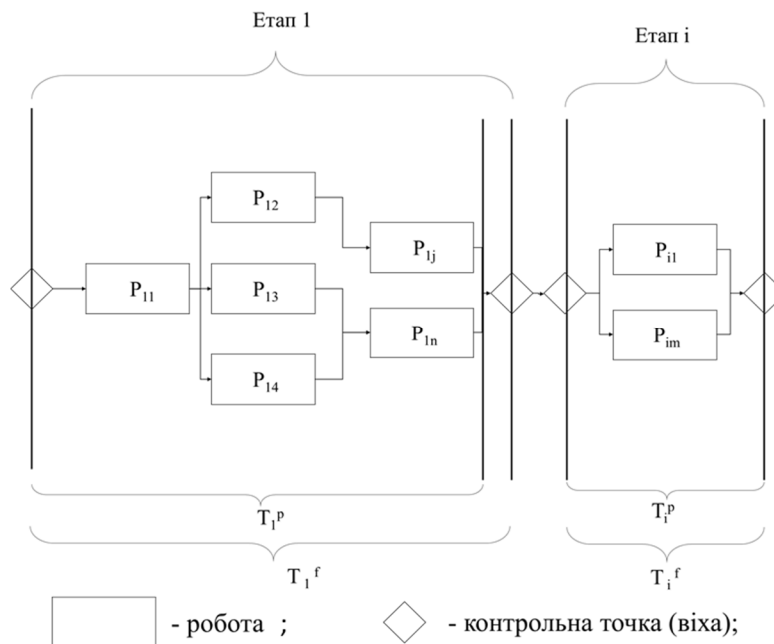 Етап 1
Етап i
P12
P1j
Pi1
P11
P13
P1n
Pim
P14
T1p
Tip
T1f
Tif
- робота ;
- контрольна точка (віха);